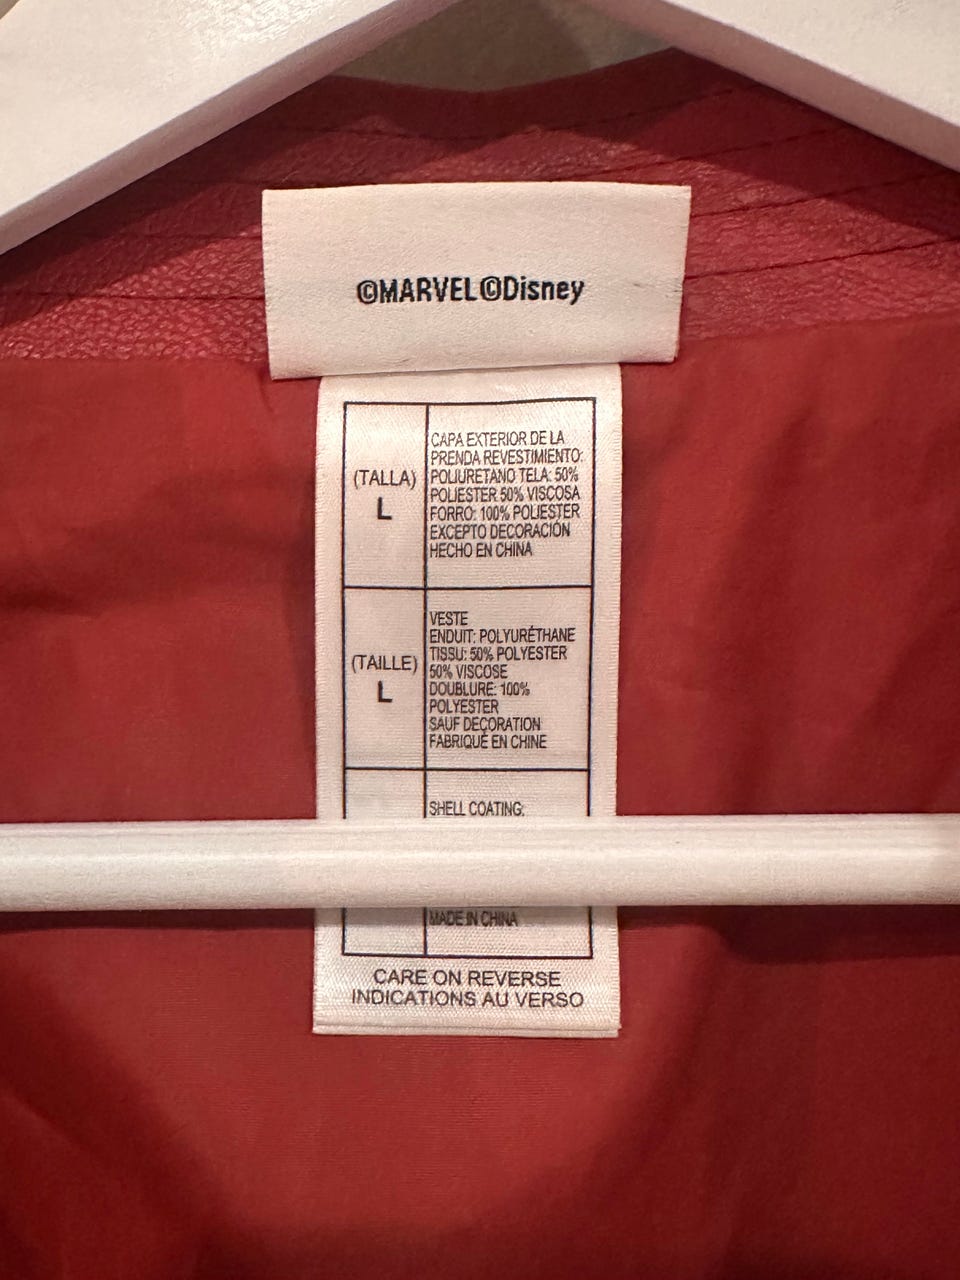 ©MARVEL©Disney
(TALLA)
L
CAPA EXTERIOR DE LA
PRENDA REVESTIMIENTO:
POLIURETANO TELA: 50%
POLIESTER 50% VISCOSA
FORRO: 100% POLIESTER
EXCEPTO DECORACIÓN
HECHO EN CHINA
(TAILLE)
L
VESTE
ENDUIT: POLYURÉTHANE
TISSU: 50% POLYESTER
50% VISCOSE
DOUBLURE: 100%
POLYESTER
SAUF DECORATION
FABRIQUÉ EN CHINE
SHELL COATING:
MADE IN CHINA
CARE ON REVERSE
INDICATIONS AU VERSO